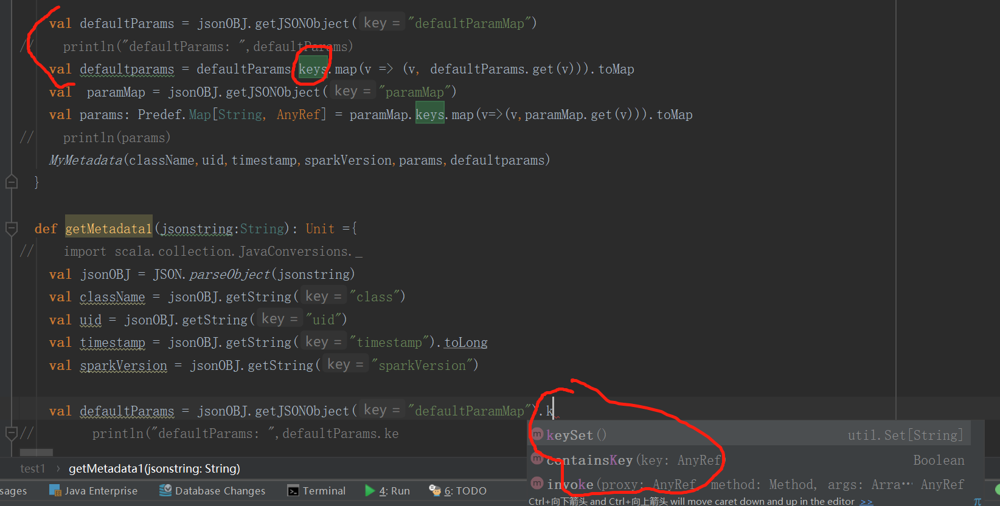 val defaultParams = jsonOBJ.getJSONObject( key = "defaultParamMap")
// println("defaultParams: ",defaultParams)
val defaultparams = defaultParams.keys.map(v => (v, defaultParams.get(v))).toMap
val paramMap = jsonOBJ.getJSONObject( key = "paramMap")
val params: Predef.Map[String, AnyRef] = paramMap.keys.map(v=>(v,paramMap.get(v))).toMap
// println(params)
MyMetadata(className,uid,timestamp,sparkVersion,params,defaultparams)
}
def getMetadata1(jsonstring:String): Unit ={
// import scala.collection.JavaConversions._
val jsonOBJ = JSON.parseObject(jsonstring)
val className = jsonOBJ.getString( key = "class")
val uid = jsonOBJ.getString( key = "uid")
val timestamp = jsonOBJ.getString( key = "timestamp").toLong
val sparkVersion = jsonOBJ.getString( key = "sparkVersion")
val defaultParams = jsonOBJ.getJSONObject( key = "defaultParamMap").k
// println("defaultParams: ",defaultParams.ke
keySet() util.Set[String]
containsKey(key: AnyRef) Boolean
invoke(proxy: AnyRef, method: Method, args: Arra… AnyRef
Ctrl+向下箭头 and Ctrl+向上箭头 will move caret down and up in the editor >> π
test1 › getMetadata1(jsonstring: String)
sages Java Enterprise Database Changes Terminal 4: Run 6: TODO